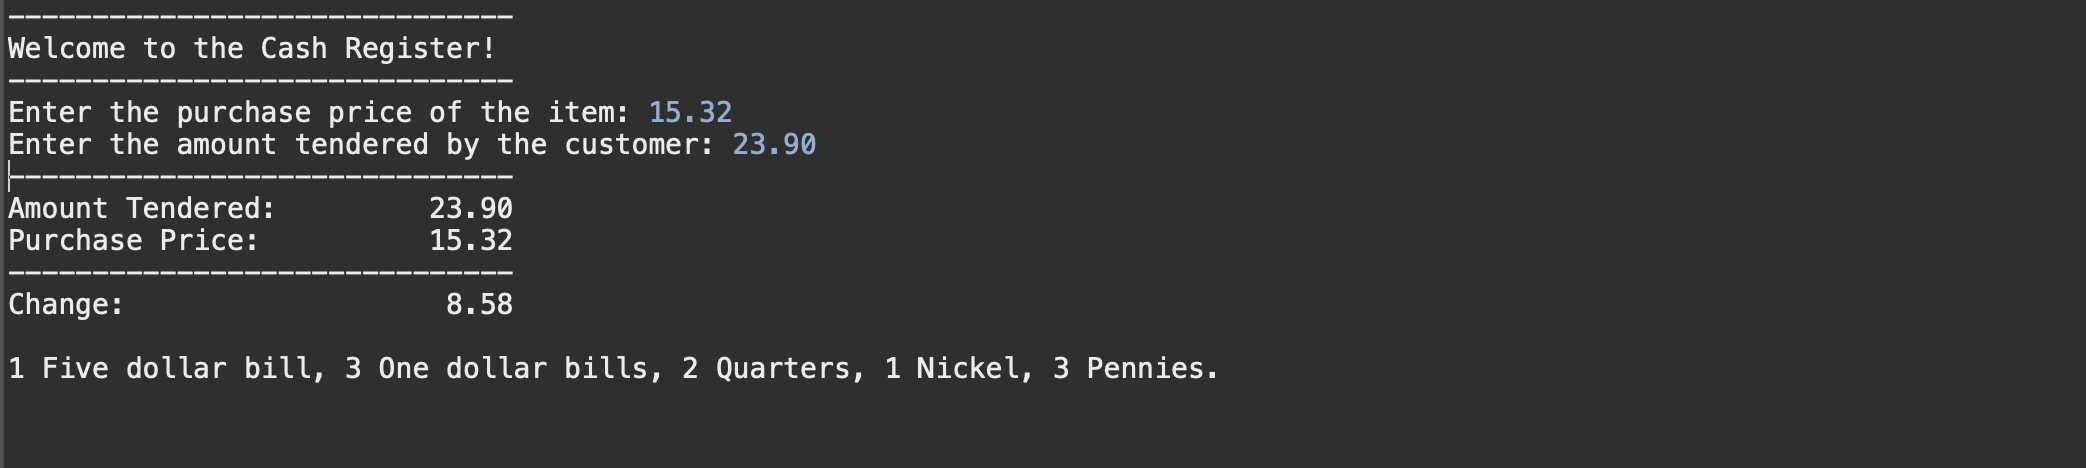 ------------------------------
Welcome to the Cash Register!
------------------------------
Enter the purchase price of the item: 15.32
Enter the amount tendered by the customer: 23.90
------------------------------
Amount Tendered:         23.90
Purchase Price:          15.32
------------------------------
Change:                   8.58
1 Five dollar bill, 3 One dollar bills, 2 Quarters, 1 Nickel, 3 Pennies.